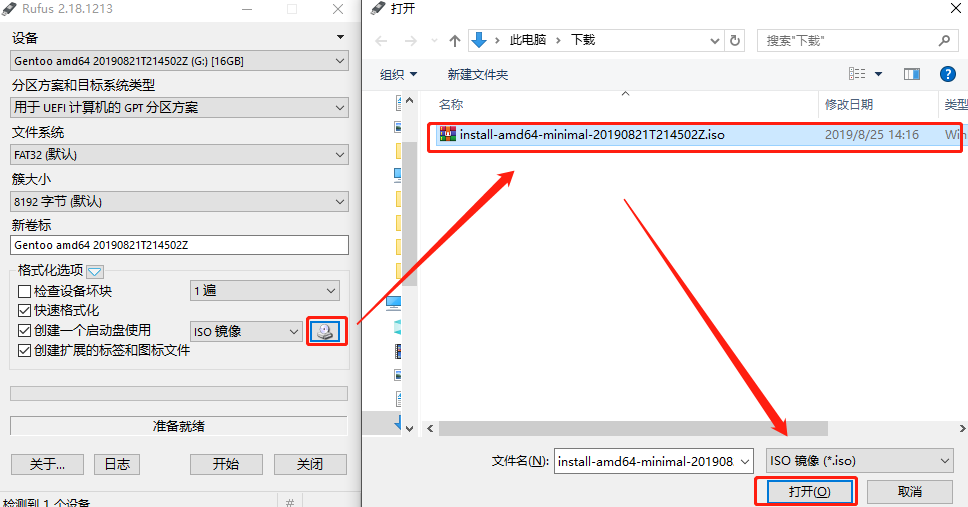 Rufus 2.18.1213
设备
Gentoo amd64 20190821T214502Z (G:) [16GB]
分区方案和目标系统类型
用于 UEFI 计算机的 GPT 分区方案
文件系统
FAT32 (默认)
簇大小
8192 字节 (默认)
新卷标
Gentoo amd64 20190821T214502Z
格式化选项
检查设备坏块 1 遍
快速格式化
创建一个启动盘使用 ISO 镜像
创建扩展的标签和图标文件
准备就绪
关于... 日志 开始 关闭
检测到 1 个设备 #
打开
此电脑 › 下载 搜索"下载"
组织 新建文件夹
名称 修改日期 类型
install-amd64-minimal-20190821T214502Z.iso 2019/8/25 14:16 Win
文件名(N): install-amd64-minimal-201908 ISO 镜像 (*.iso)
打开(O) 取消